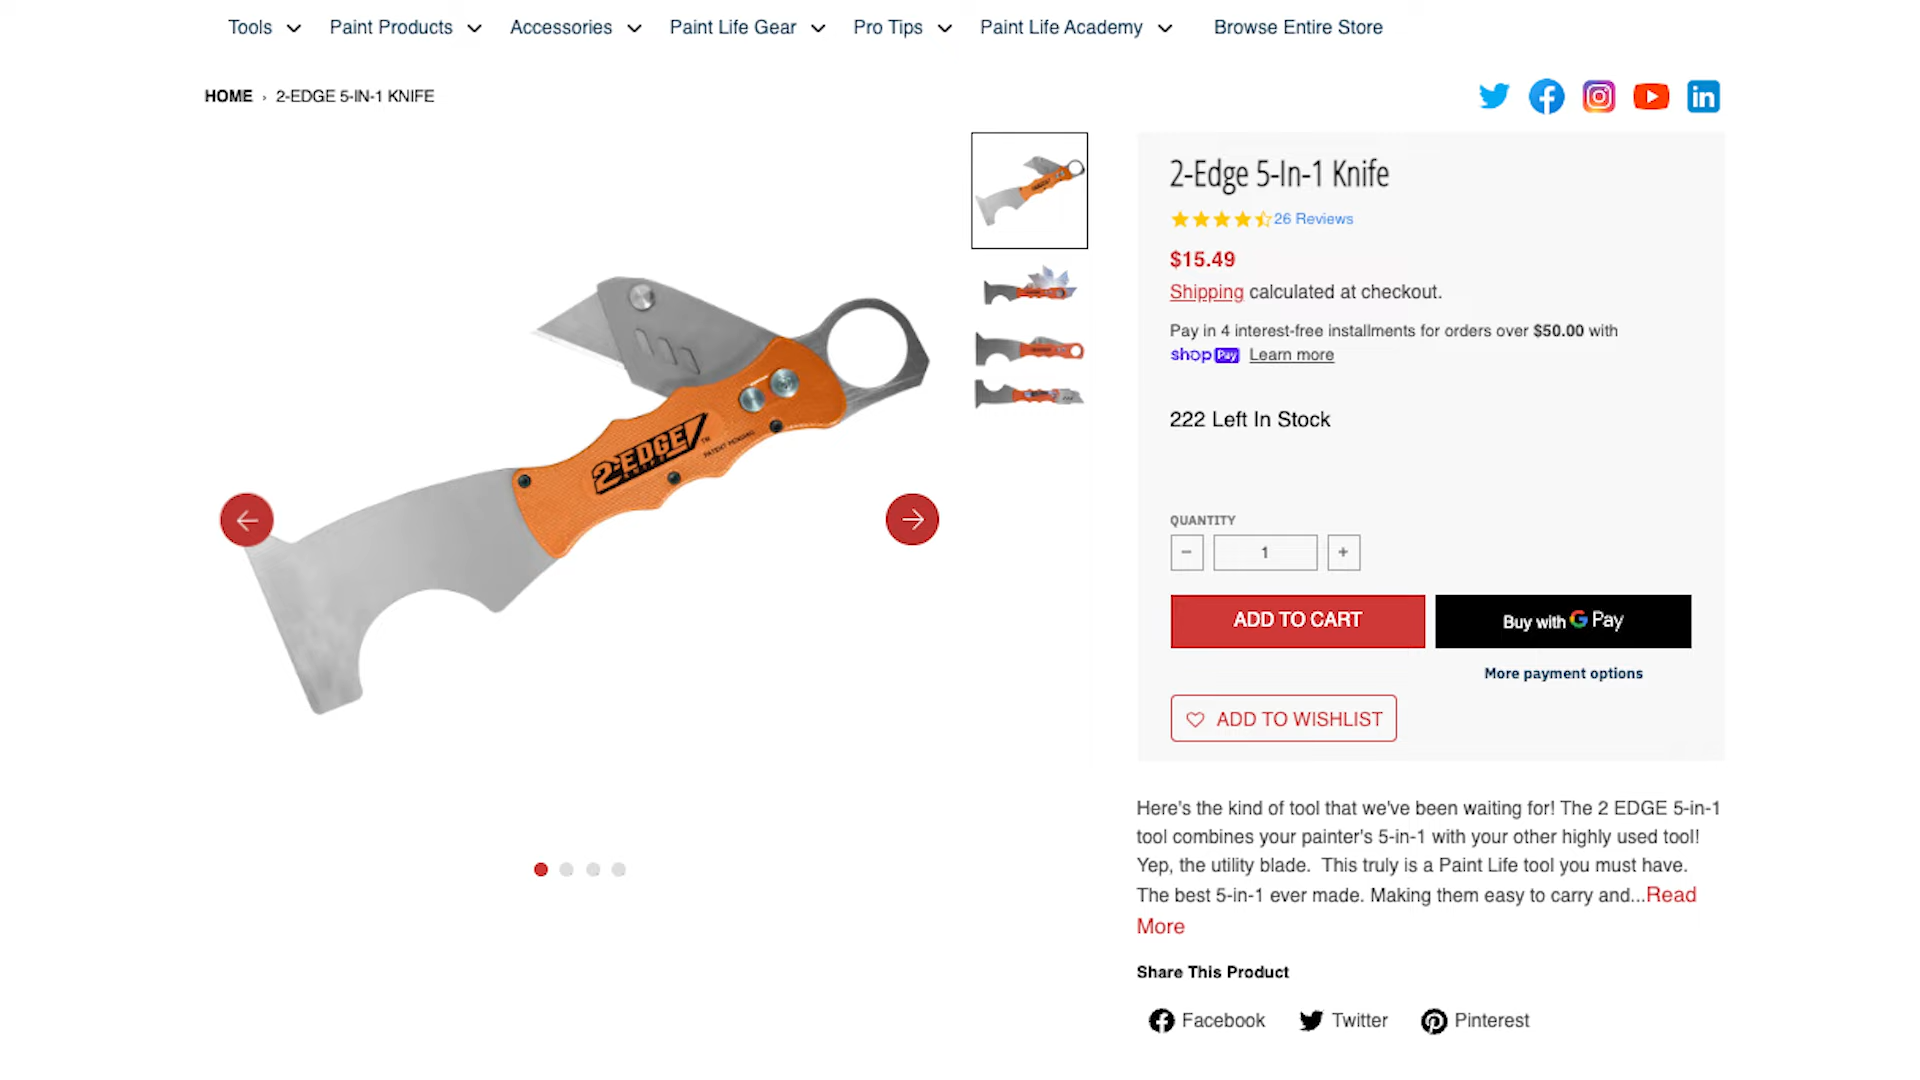 Tools
Paint Products
Accessories
Paint Life Gear
Pro Tips
Paint Life Academy
Browse Entire Store
HOME › 2-EDGE 5-IN-1 KNIFE
2-EDGE
KNIFE
TM
PATENT PENDING
2-Edge 5-In-1 Knife
26 Reviews
$15.49
Shipping calculated at checkout.
Pay in 4 interest-free installments for orders over $50.00 with
shop Pay Learn more
222 Left In Stock
QUANTITY
− 1 +
ADD TO CART
Buy with G Pay
More payment options
ADD TO WISHLIST
Here's the kind of tool that we've been waiting for! The 2 EDGE 5-in-1
tool combines your painter's 5-in-1 with your other highly used tool!
Yep, the utility blade. This truly is a Paint Life tool you must have.
The best 5-in-1 ever made. Making them easy to carry and...Read
More
Share This Product
Facebook
Twitter
Pinterest